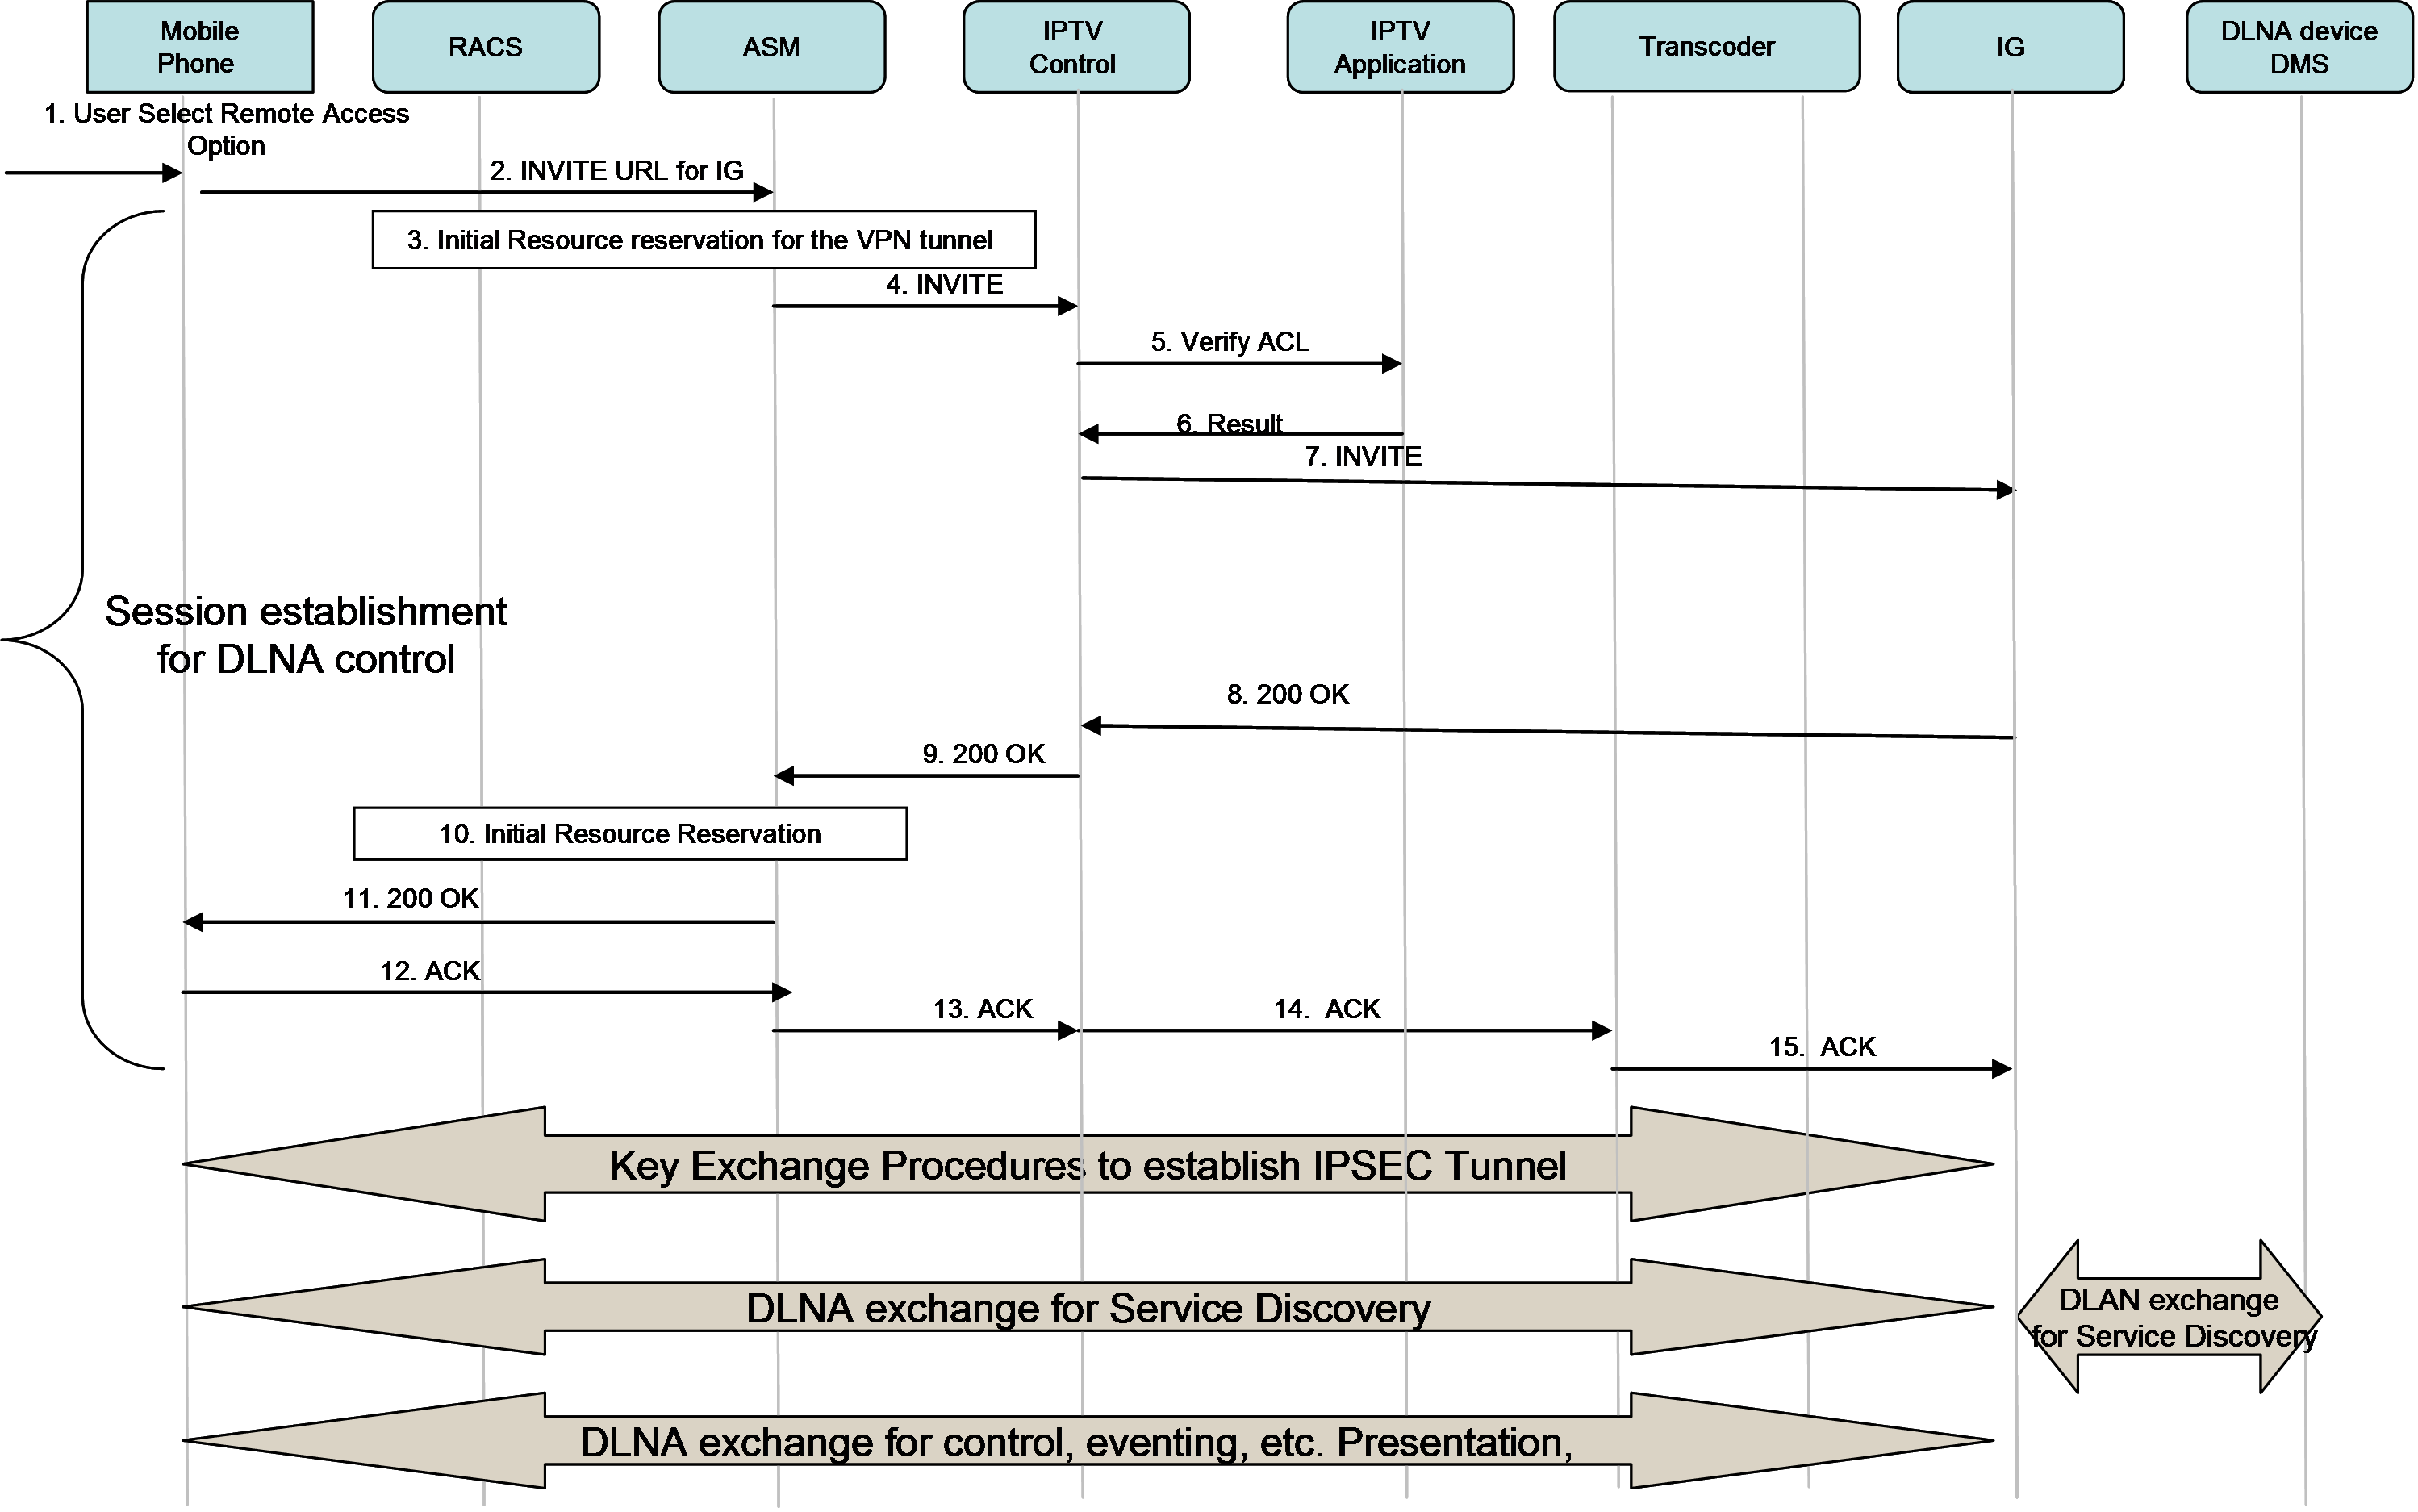 Mobile
Phone
RACS
ASM
IPTV
Control
IPTV
Application
Transcoder
IG
DLNA device
DMS
1. User Select Remote Access
Option
2. INVITE URL for IG
3. Initial Resource reservation for the VPN tunnel
4. INVITE
5. Verify ACL
6. Result
7. INVITE
Session establishment
for DLNA control
8. 200 OK
9. 200 OK
10. Initial Resource Reservation
11. 200 OK
12. ACK
13. ACK
14. ACK
15. ACK
Key Exchange Procedures to establish IPSEC Tunnel
DLNA exchange for Service Discovery
DLAN exchange
for Service Discovery
DLNA exchange for control, eventing, etc. Presentation,